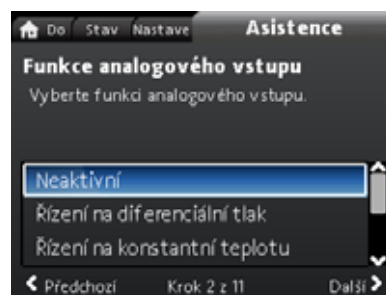 Do Stav Nastave Asistence
Funkce analogového vstupu
Vyberte funkci analogového vstupu.
Neaktivní
Řízení na diferenciální tlak
Řízení na konstantní teplotu
Předchozí Krok 2 z 11 Další